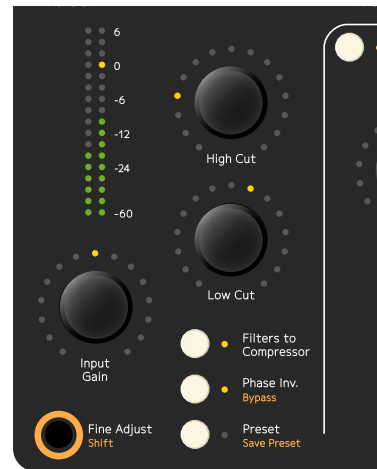 6
0
-6
-12
-24
-60
High Cut
Low Cut
Input
Gain
Filters to
Compressor
Phase Inv.
Bypass
Fine Adjust
Shift
Preset
Save Preset